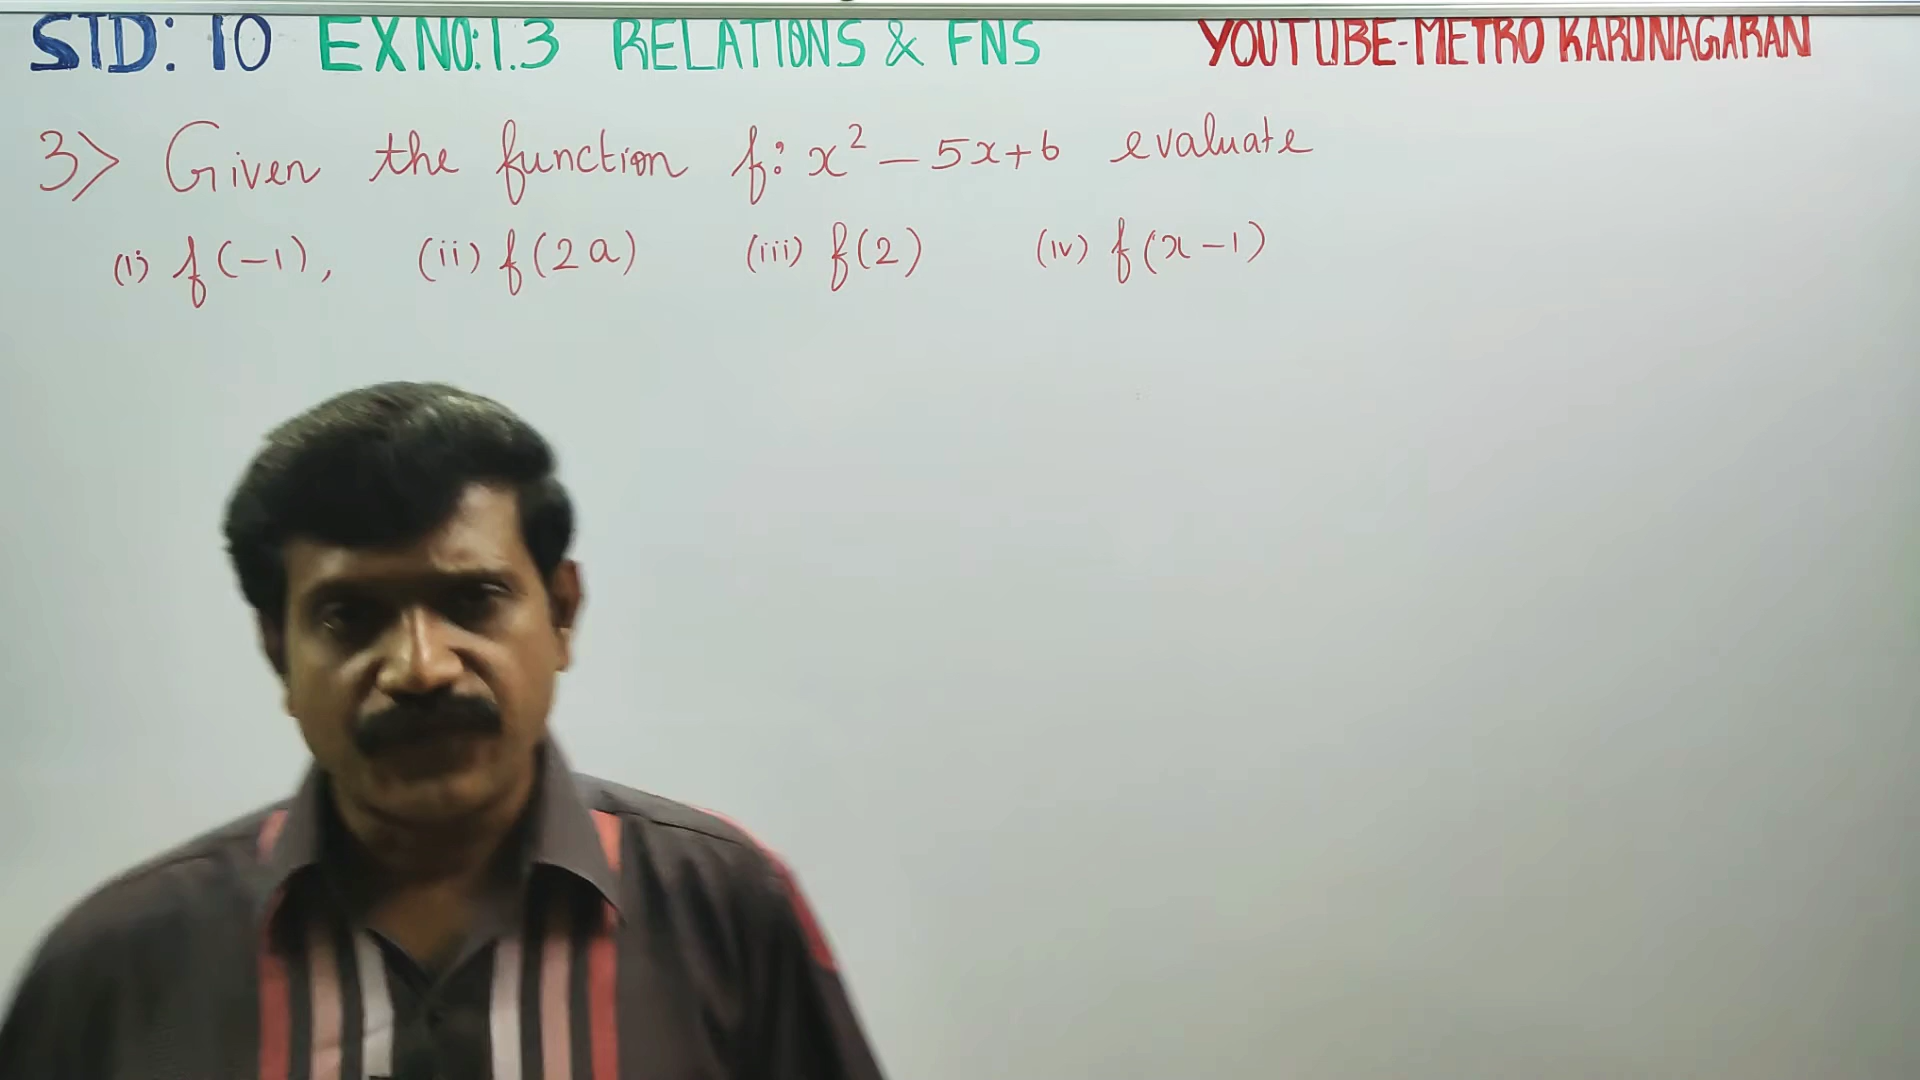 STD: 10 EX NO: 1.3 RELATIONS & FNS YOUTUBE-METRO KARUNAGARAN
3> Given the function f: x² - 5x+6 evaluate
(i) f(-1), (ii) f(2a) (iii) f(2) (iv) f(x-1)